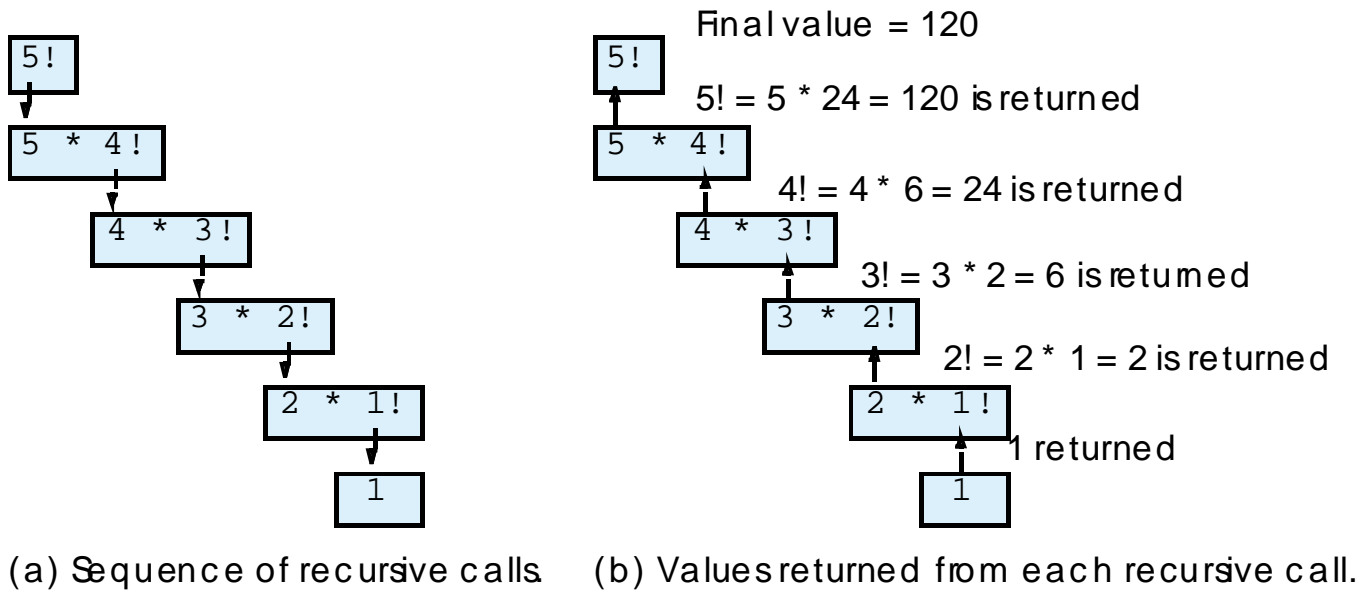 5!
5 * 4!
4 * 3!
3 * 2!
2 * 1!
1
(a) Sequence of recursive calls.
Final value = 120
5!
5! = 5 * 24 = 120 is returned
5 * 4!
4! = 4 * 6 = 24 is returned
4 * 3!
3! = 3 * 2 = 6 is returned
3 * 2!
2! = 2 * 1 = 2 is returned
2 * 1!
1 returned
1
(b) Values returned from each recursive call.